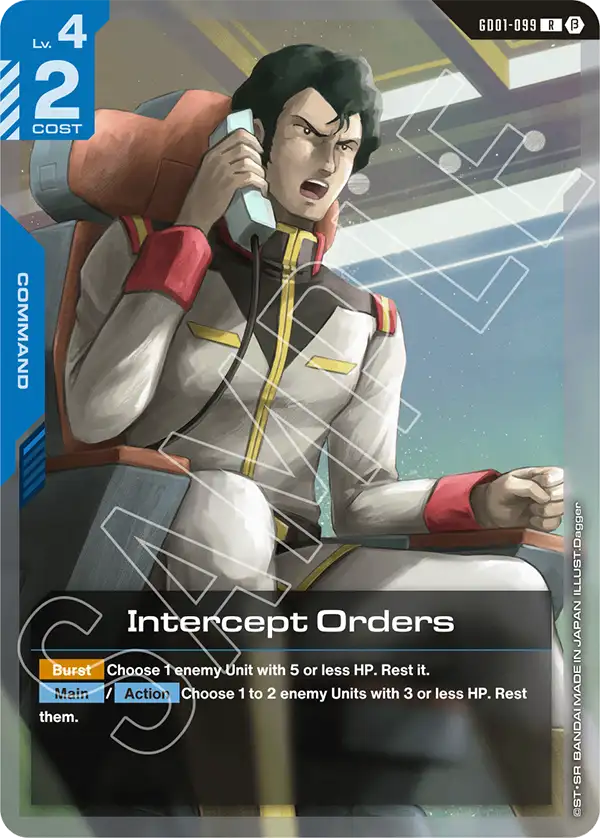 Lv. 4
2
COST
GD01-099 R β
COMMAND
SAMPLE
Intercept Orders
Burst Choose 1 enemy Unit with 5 or less HP. Rest it.
Main / Action Choose 1 to 2 enemy Units with 3 or less HP. Rest
them.
©ST・SR BANDAI MADE IN JAPAN ILLUST.Dagger